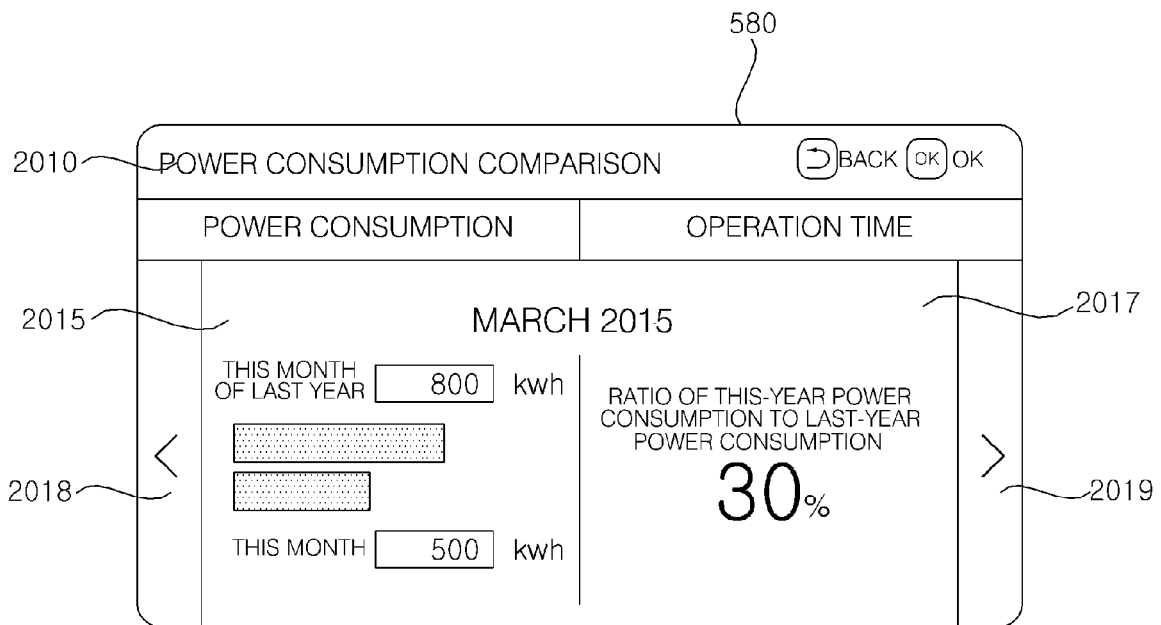 580
2010 POWER CONSUMPTION COMPARISON BACK OK OK
POWER CONSUMPTION OPERATION TIME
2015 2017
MARCH 2015
THIS MONTH
OF LAST YEAR 800 kwh
RATIO OF THIS-YEAR POWER
CONSUMPTION TO LAST-YEAR
POWER CONSUMPTION
30%
2018 2019
THIS MONTH 500 kwh